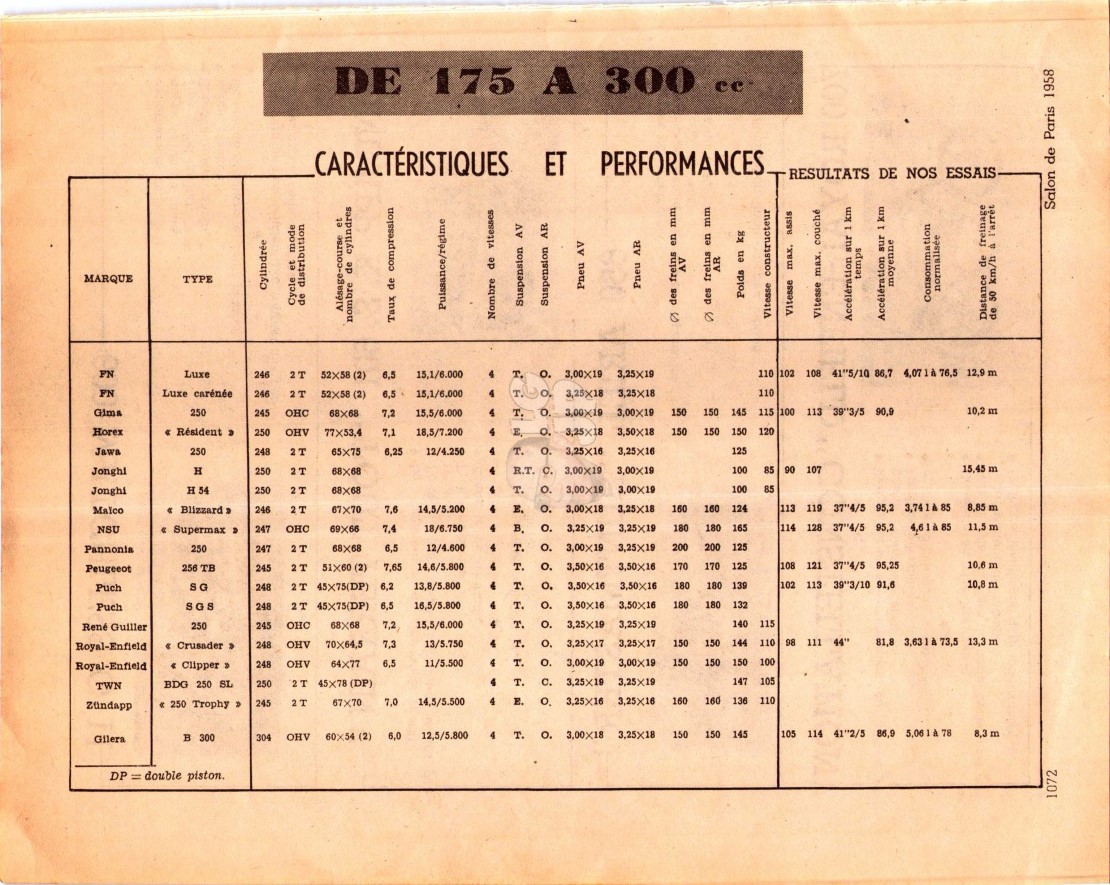 DE 175 A 300 cc
Salon de Paris 1958
CARACTÉRISTIQUES ET PERFORMANCES
RESULTATS DE NOS ESSAIS
MARQUE
TYPE
Cylindrée
Cycle et mode de distribution
Alésage-course et nombre de cylindres
Taux de compression
Puissance/régime
Nombre de vitesses
Suspension AV
Suspension AR
Pneu AV
Pneu AR
∅ des freins en mm AV
∅ des freins en mm AR
Poids en kg
Vitesse constructeur
Vitesse max. assis
Vitesse max. couché
Accélération sur 1 km temps
Accélération sur 1 km moyenne
Consommation normalisée
Distance de freinage de 50 km/h à l'arrêt
FN Luxe 246 2 T 52×58 (2) 6,5 15,1/6.000 4 T. O. 3,00×19 3,25×19 110 102 108 41"5/10 86,7 4,07 l à 76,5 12,9 m
FN Luxe carénée 246 2 T 52×58 (2) 6,5 15,1/6.000 4 T. O. 3,25×18 3,25×18 110
Gima 250 245 OHC 68×68 7,2 15,5/6.000 4 T. O. 3,00×19 3,00×19 150 150 145 115 100 113 39"3/5 90,9 10,2 m
Horex « Résident » 250 OHV 77×53,4 7,1 18,5/7.200 4 E. O. 3,25×18 3,50×18 150 150 150 120
Jawa 250 248 2 T 65×75 6,25 12/4.250 4 T. O. 3,25×16 3,25×16 125
Jonghi H 250 2 T 68×68 4 R.T. C. 3,00×19 3,00×19 100 85 90 107 15,45 m
Jonghi H 54 250 2 T 68×68 4 T. O. 3,00×19 3,00×19 100 85
Maïco « Blizzard » 246 2 T 67×70 7,6 14,5/5.200 4 E. O. 3,00×18 3,25×18 160 160 124 113 119 37"4/5 95,2 3,74 l à 85 8,85 m
NSU « Supermax » 247 OHC 69×66 7,4 18/6.750 4 B. O. 3,25×19 3,25×19 180 180 165 114 128 37"4/5 95,2 4,6 l à 85 11,5 m
Pannonia 250 247 2 T 68×68 6,5 12/4.600 4 T. O. 3,00×19 3,25×19 200 200 125
Peugeeot 256 TB 245 2 T 51×60 (2) 7,65 14,6/5.800 4 T. O. 3,50×16 3,50×16 170 170 125 108 121 37"4/5 95,25 10,6 m
Puch S G 248 2 T 45×75(DP) 6,2 13,8/5.800 4 T. O. 3,50×16 3,50×16 180 180 139 102 113 39"3/10 91,6 10,8 m
Puch S G S 248 2 T 45×75(DP) 6,5 16,5/5.800 4 T. O. 3,50×16 3,50×16 180 180 132
René Guiller 250 245 OHC 68×68 7,2 15,5/6.000 4 T. O. 3,25×19 3,25×19 140 115
Royal-Enfield « Crusader » 248 OHV 70×64,5 7,3 13/5.750 4 T. O. 3,25×17 3,25×17 150 150 144 110 98 111 44" 81,8 3,63 l à 73,5 13,3 m
Royal-Enfield « Clipper » 248 OHV 64×77 6,5 11/5.500 4 T. O. 3,00×19 3,00×19 150 150 150 100
TWN BDG 250 SL 250 2 T 45×78 (DP) 4 T. C. 3,25×19 3,25×19 147 105
Zündapp « 250 Trophy » 245 2 T 67×70 7,0 14,5/5.500 4 E. O. 3,25×16 3,25×16 160 160 136 110
Gilera B 300 304 OHV 60×54 (2) 6,0 12,5/5.800 4 T. O. 3,00×18 3,25×18 150 150 145 105 114 41"2/5 86,9 5,06 l à 78 8,3 m
DP = double piston.
1072